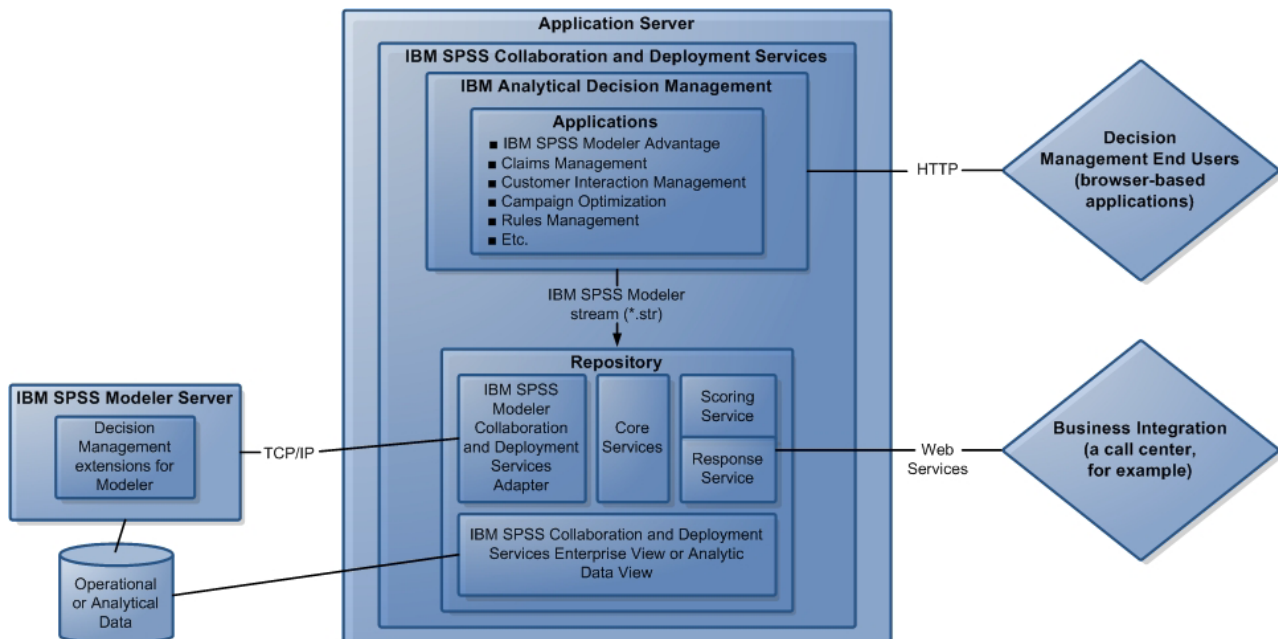 Application Server
IBM SPSS Collaboration and Deployment Services
IBM Analytical Decision Management
Applications
■ IBM SPSS Modeler Advantage
■ Claims Management
■ Customer Interaction Management
■ Campaign Optimization
■ Rules Management
■ Etc.
HTTP
Decision
Management End Users
(browser-based
applications)
IBM SPSS Modeler
stream (*.str)
Repository
IBM SPSS
Modeler
Collaboration
and Deployment
Services
Adapter
Core
Services
Scoring
Service
Response
Service
IBM SPSS Collaboration and Deployment
Services Enterprise View or Analytic
Data View
Web
Services
Business Integration
(a call center,
for example)
IBM SPSS Modeler Server
Decision
Management
extensions for
Modeler
TCP/IP
Operational
or Analytical
Data